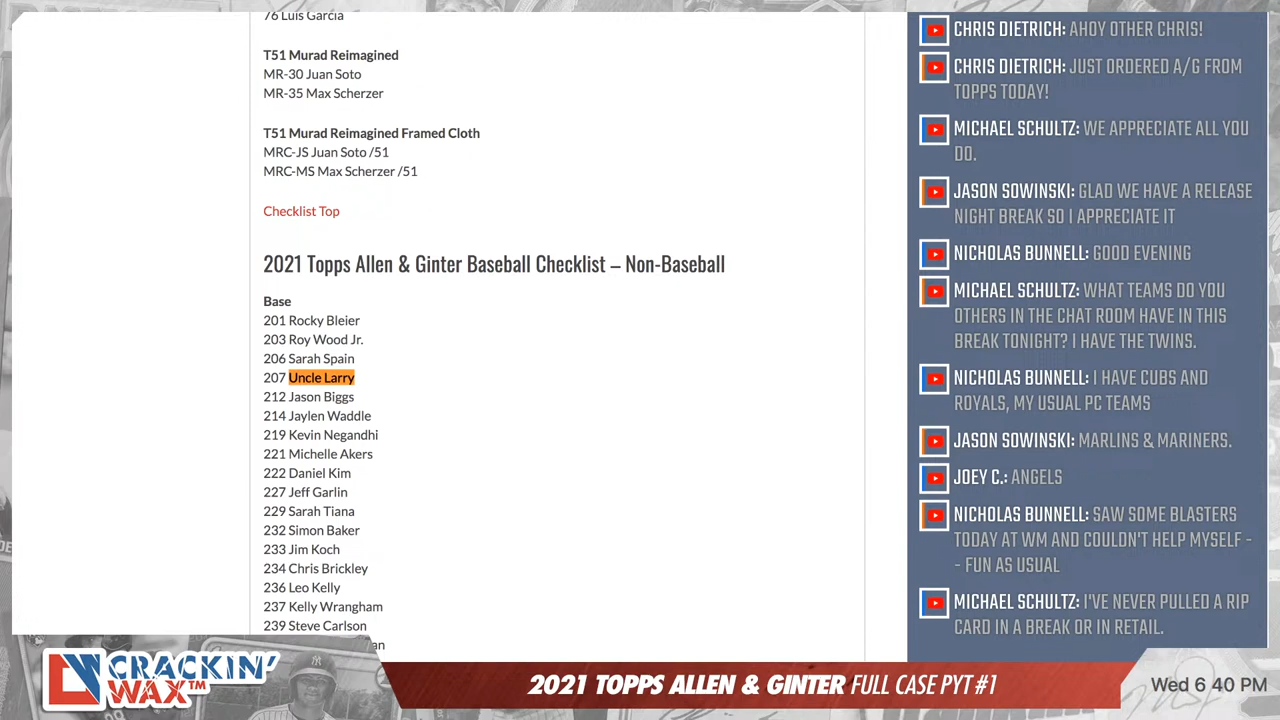 76 Luis Garcia
T51 Murad Reimagined
MR-30 Juan Soto
MR-35 Max Scherzer
T51 Murad Reimagined Framed Cloth
MRC-JS Juan Soto /51
MRC-MS Max Scherzer /51
Checklist Top
2021 Topps Allen & Ginter Baseball Checklist – Non-Baseball
Base
201 Rocky Bleier
203 Roy Wood Jr.
206 Sarah Spain
207 Uncle Larry
212 Jason Biggs
214 Jaylen Waddle
219 Kevin Negandhi
221 Michelle Akers
222 Daniel Kim
227 Jeff Garlin
229 Sarah Tiana
232 Simon Baker
233 Jim Koch
234 Chris Brickley
236 Leo Kelly
237 Kelly Wrangham
239 Steve Carlson
an
CHRIS DIETRICH: AHOY OTHER CHRIS!
CHRIS DIETRICH: JUST ORDERED A/G FROM
TOPPS TODAY!
MICHAEL SCHULTZ: WE APPRECIATE ALL YOU
DO.
JASON SOWINSKI: GLAD WE HAVE A RELEASE
NIGHT BREAK SO I APPRECIATE IT
NICHOLAS BUNNELL: GOOD EVENING
MICHAEL SCHULTZ: WHAT TEAMS DO YOU
OTHERS IN THE CHAT ROOM HAVE IN THIS
BREAK TONIGHT? I HAVE THE TWINS.
NICHOLAS BUNNELL: I HAVE CUBS AND
ROYALS, MY USUAL PC TEAMS
JASON SOWINSKI: MARLINS & MARINERS.
JOEY C.: ANGELS
NICHOLAS BUNNELL: SAW SOME BLASTERS
TODAY AT WM AND COULDN'T HELP MYSELF -
- FUN AS USUAL
MICHAEL SCHULTZ: I'VE NEVER PULLED A RIP
CARD IN A BREAK OR IN RETAIL.
CRACKIN'
WAX™
2021 TOPPS ALLEN & GINTER FULL CASE PYT #1
Wed 6 40 PM